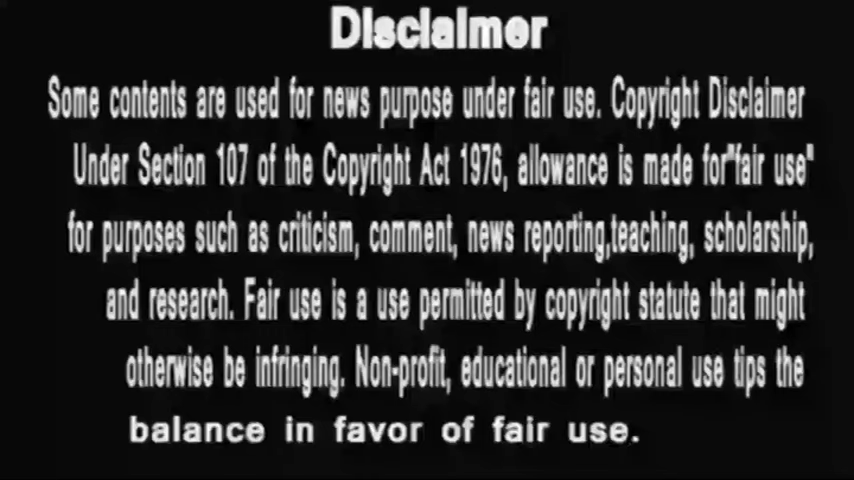 Disclaimer
Some contents are used for news purpose under fair use. Copyright Disclaimer
Under Section 107 of the Copyright Act 1976, allowance is made for"fair use"
for purposes such as criticism, comment, news reporting,teaching, scholarship,
and research. Fair use is a use permitted by copyright statute that might
otherwise be infringing. Non-profit, educational or personal use tips the
balance in favor of fair use.